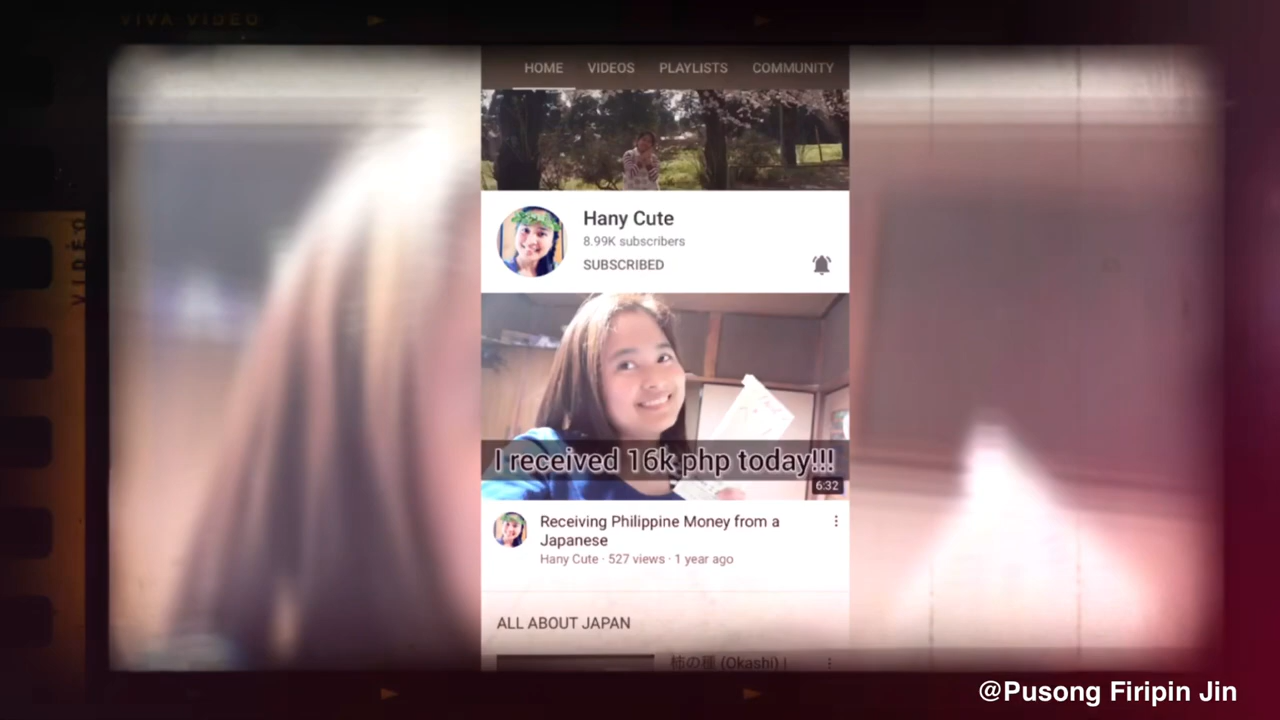 VIVA VIDEO
VIDEO
HOME VIDEOS PLAYLISTS COMMUNITY
Hany Cute
8.99K subscribers
SUBSCRIBED
I received 16k php today!!!
6:32
Receiving Philippine Money from a
Japanese
Hany Cute · 527 views · 1 year ago
ALL ABOUT JAPAN
柿の種 (Okashi) |
@Pusong Firipin Jin